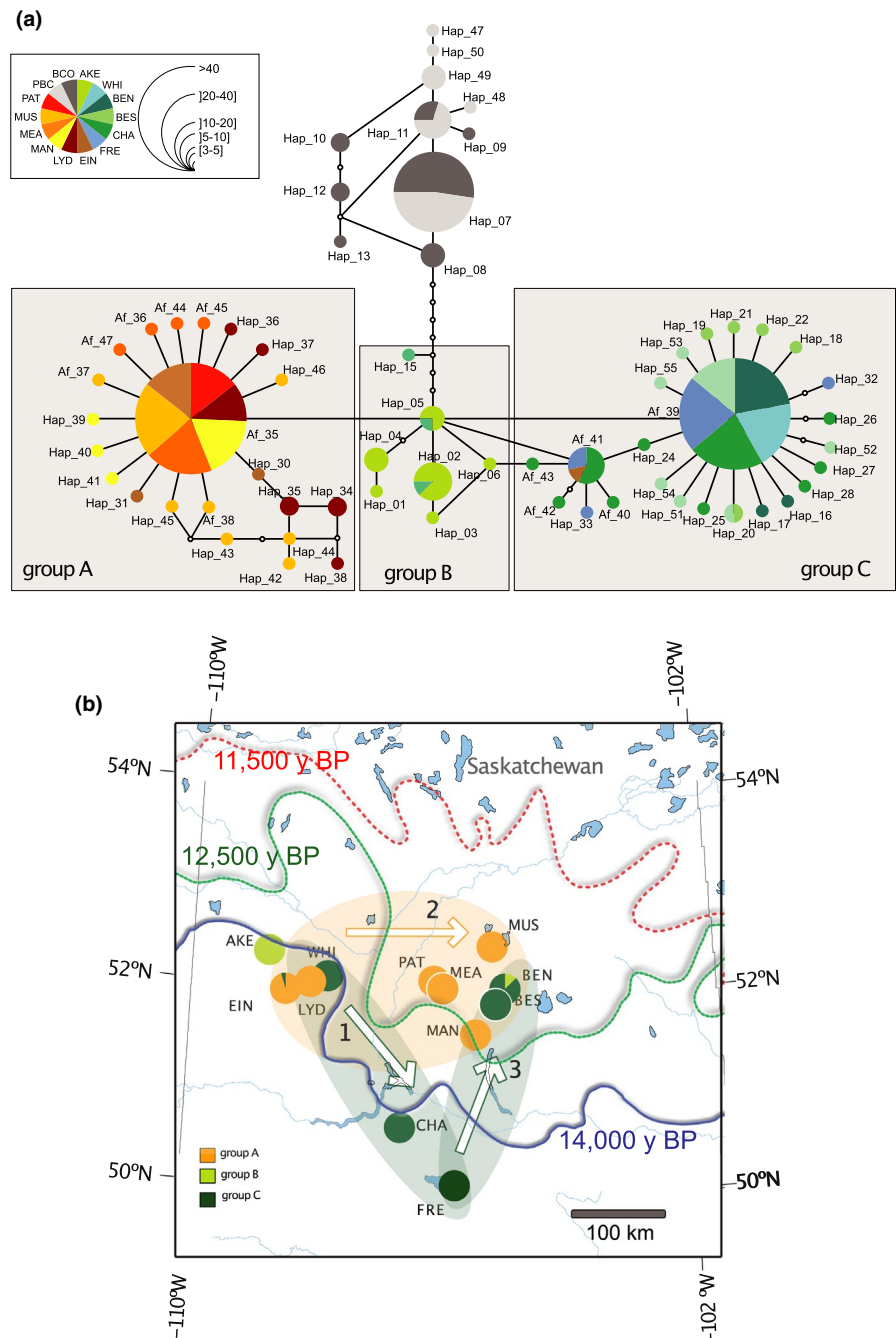 (a)
BCO AKE
PBC WHI
PAT BEN
MUS BES
MEA CHA
MAN FRE
LYD EIN
>40
]20-40]
]10-20]
]5-10]
[3-5]
Hap_47
Hap_50
Hap_49
Hap_48
Hap_11
Hap_10
Hap_09
Hap_12
Hap_07
Hap_13
Hap_08
Af_44 Af_45
Af_36 Hap_36
Af_47 Hap_37
Af_37 Hap_46
Hap_39
Af_35
Hap_40
Hap_41
Hap_30
Hap_31
Hap_35 Hap_34
Hap_45 Af_38
Hap_43 Hap_44
Hap_42 Hap_38
group A
Hap_15
Hap_05
Hap_04
Hap_02
Hap_06
Hap_01
Hap_03
group B
Hap_21
Hap_19 Hap_22
Hap_53 Hap_18
Hap_55 Hap_32
Af_39
Hap_26
Af_41
Hap_24 Hap_52
Af_43 Hap_27
Hap_54 Hap_28
Af_42 Af_40
Hap_33
Hap_51 Hap_25 Hap_17 Hap_16
Hap_20
group C
(b)
-110ºW -102ºW
54ºN 54ºN
11,500 y BP
Saskatchewan
12,500 y BP
2
MUS
AKE WHI
PAT MEA BEN
52ºN 52ºN
EIN LYD BES
MAN
1
3
CHA
14,000 y BP
group A
group B
group C
50ºN 50ºN
FRE
100 km
-110ºW -102 ºW